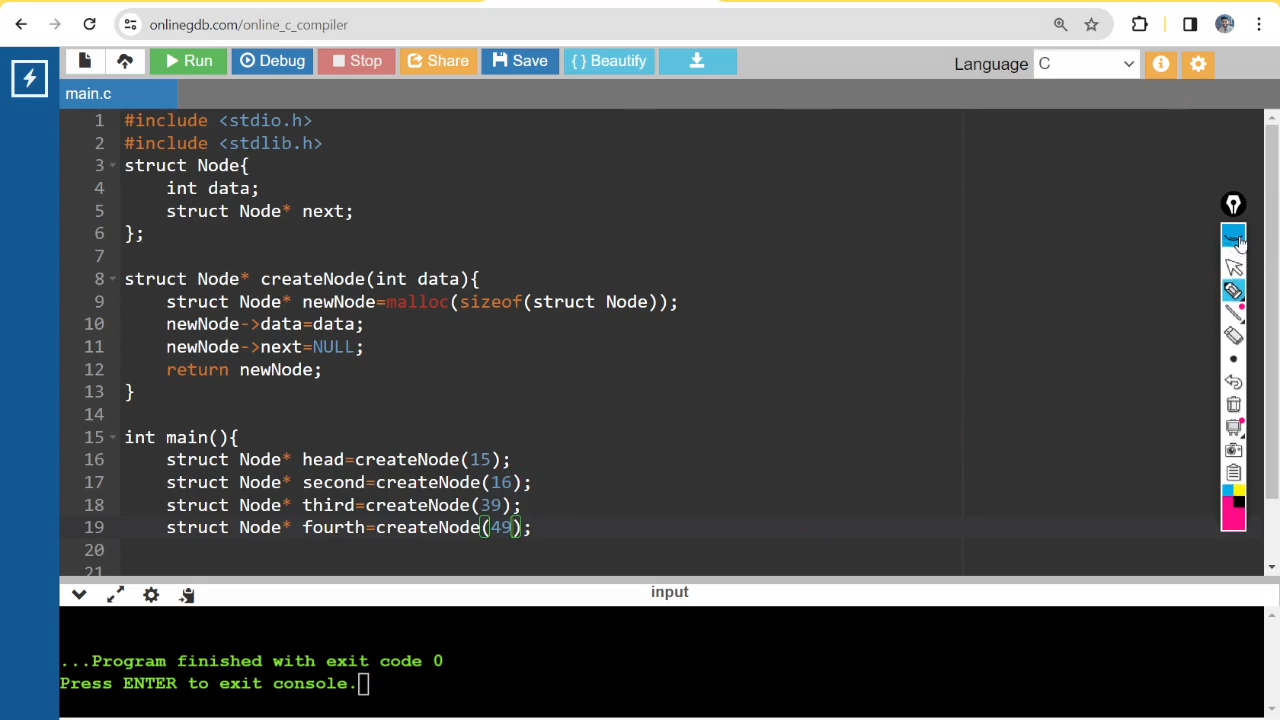 onlinegdb.com/online_c_compiler
Run Debug Stop Share Save { } Beautify Language C
main.c
1 #include <stdio.h>
2 #include <stdlib.h>
3 struct Node{
4 int data;
5 struct Node* next;
6 };
7
8 struct Node* createNode(int data){
9 struct Node* newNode=malloc(sizeof(struct Node));
10 newNode->data=data;
11 newNode->next=NULL;
12 return newNode;
13 }
14
15 int main(){
16 struct Node* head=createNode(15);
17 struct Node* second=createNode(16);
18 struct Node* third=createNode(39);
19 struct Node* fourth=createNode(49);
20
21
input
...Program finished with exit code 0
Press ENTER to exit console.